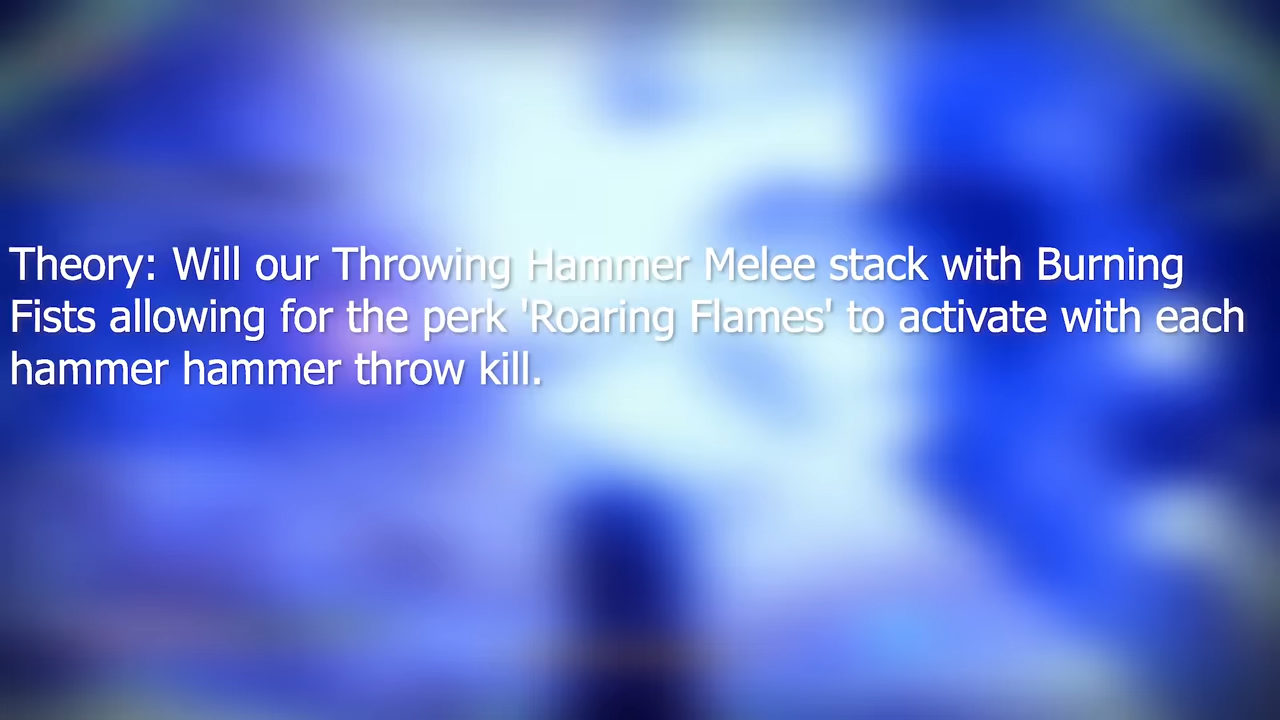 Theory: Will our Throwing Hammer Melee stack with Burning
Fists allowing for the perk 'Roaring Flames' to activate with each
hammer hammer throw kill.